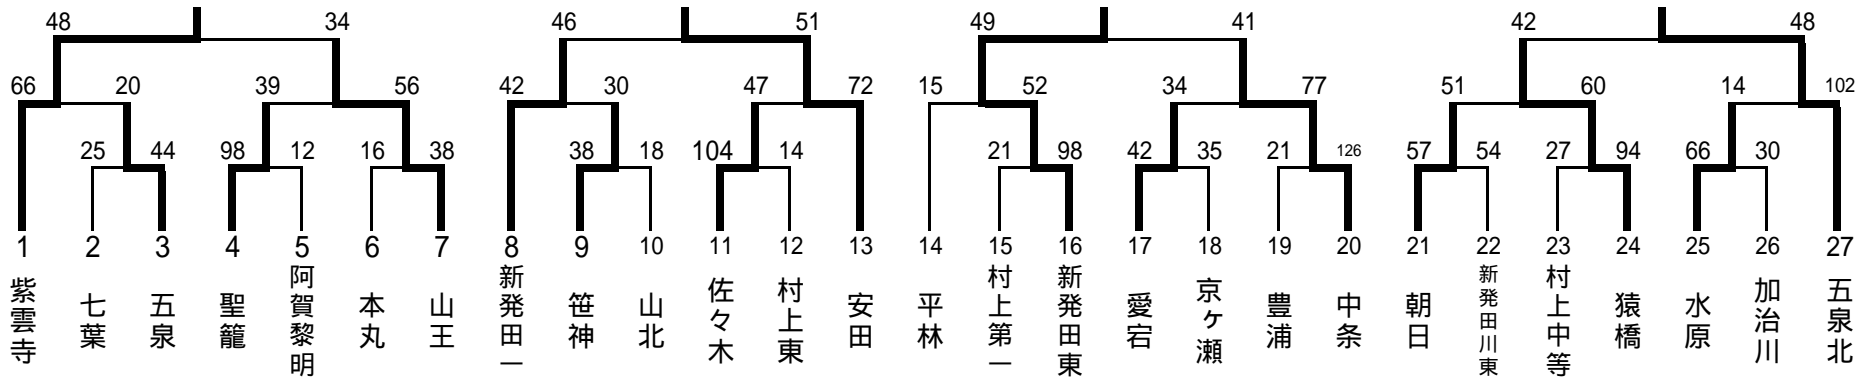 48 34 46 51 49 41 42 48
66 20 39 56 42 30 47 72 15 52 34 77 51 60 14 102
25 44 98 12 16 38 38 18 104 14 21 98 42 35 21 126 57 54 27 94 66 30
1 2 3 4 5 6 7 8 9 10 11 12 13 14 15 16 17 18 19 20 21 22 23 24 25 26 27
紫雲寺
七葉
五泉
聖籠
阿賀黎明
本丸
山王
新発田一
笹神
山北
佐々木
村上東
安田
平林
村上第一
新発田東
愛宕
京ヶ瀬
豊浦
中条
朝日
新発田川東
村上中等
猿橋
水原
加治川
五泉北